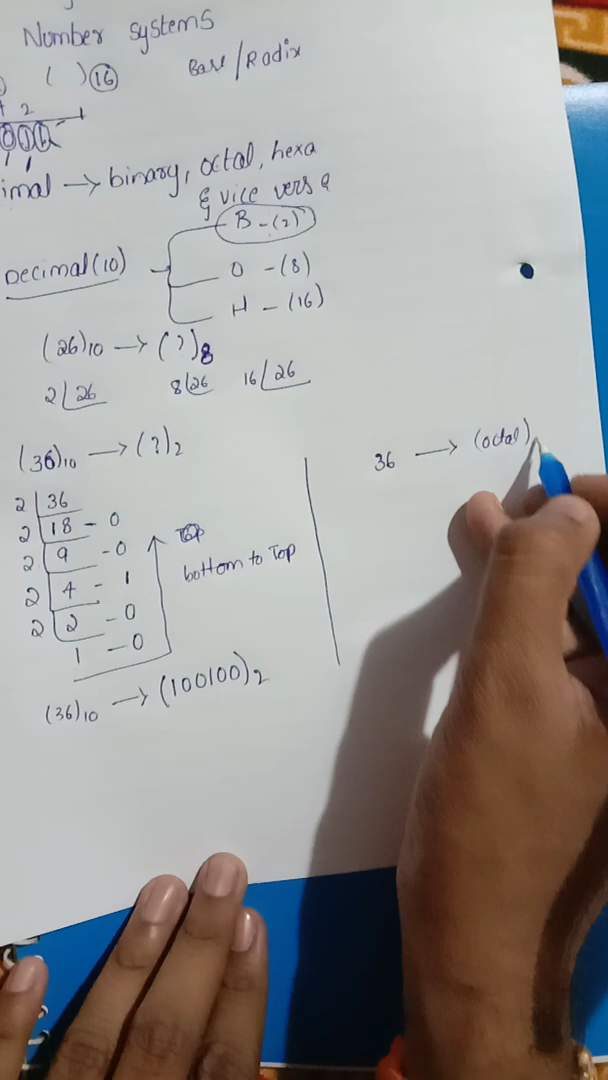 Number systems
( )16 Base/Radix
2
imal → binary, octal, hexa
& vice versa
Decimal(10)
B - (2)
O - (8)
H - (16)
(26)10 → (?)8
2 26 8 26 16 26
(36)10 → (?)2
2 36
2 18 - 0
2 9 - 0
2 4 - 1
2 2 - 0
1 - 0
bottom to Top
(36)10 → (100100)2
36 → (octal)